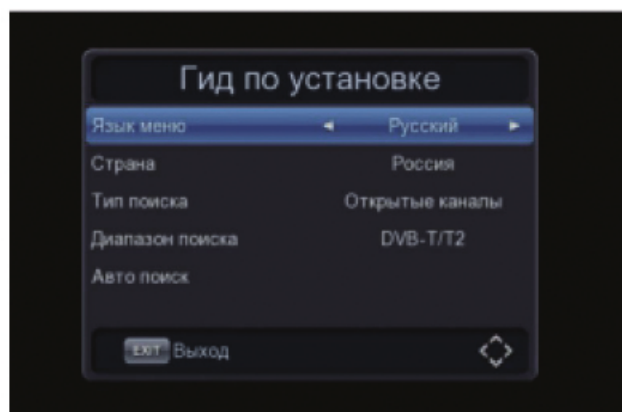 Гид по установке
Язык меню Русский
Страна Россия
Тип поиска Открытые каналы
Диапазон поиска DVB-T/T2
Авто поиск
EXIT Выход